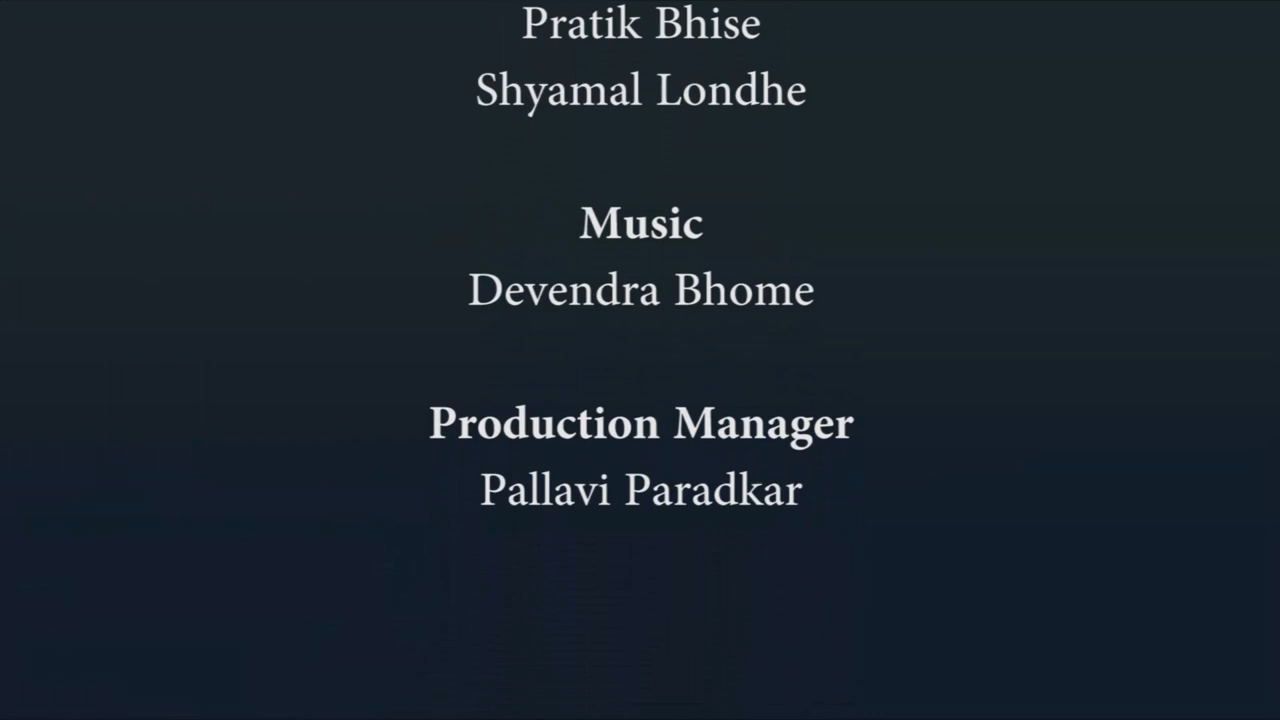 Pratik Bhise
Shyamal Londhe
Music
Devendra Bhome
Production Manager
Pallavi Paradkar